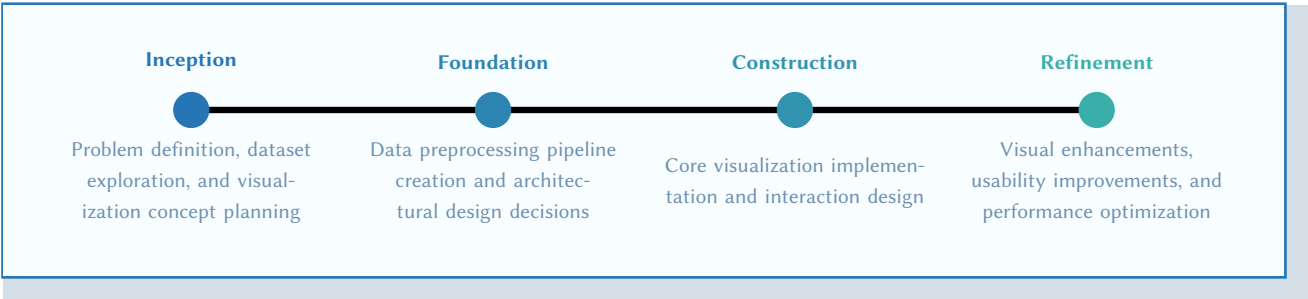 Inception
Problem definition, dataset
exploration, and visual-
ization concept planning
Foundation
Data preprocessing pipeline
creation and architec-
tural design decisions
Construction
Core visualization implemen-
tation and interaction design
Refinement
Visual enhancements,
usability improvements, and
performance optimization